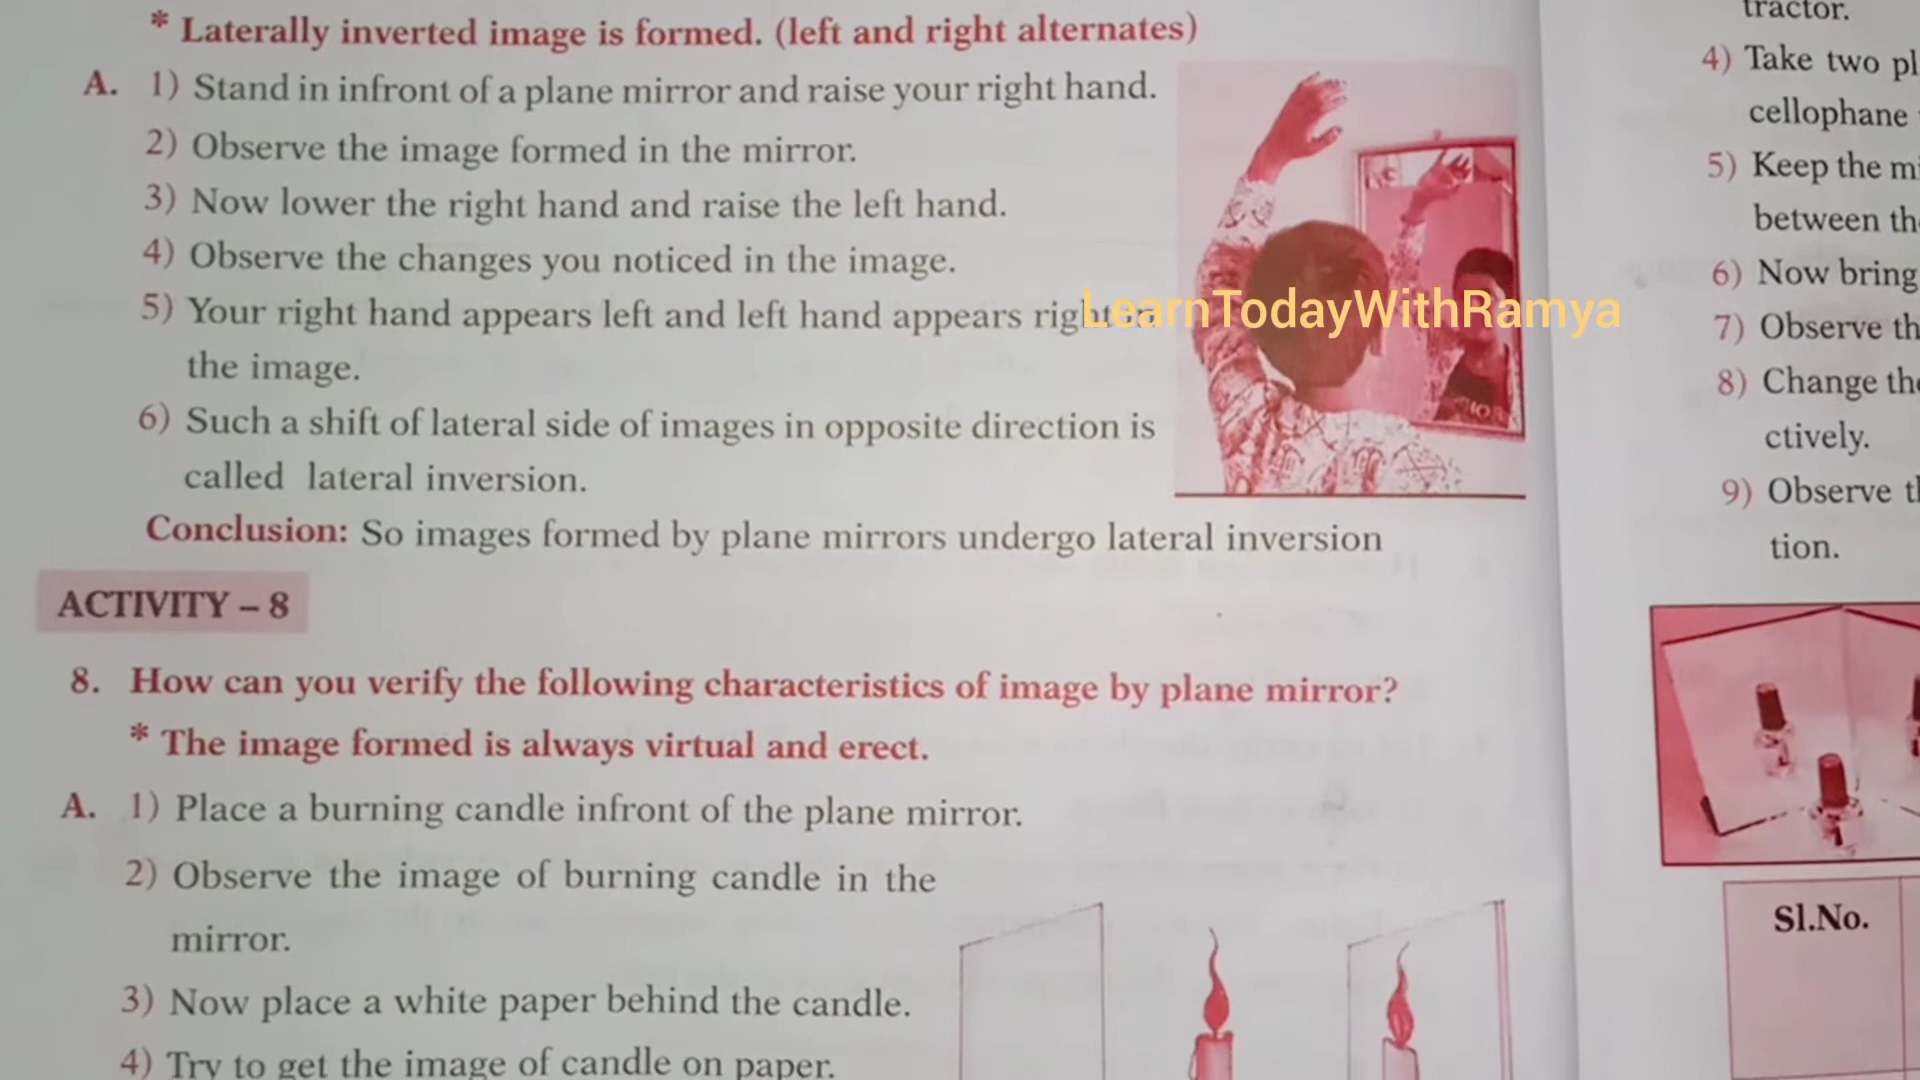 * Laterally inverted image is formed. (left and right alternates)
A. 1) Stand in infront of a plane mirror and raise your right hand.
2) Observe the image formed in the mirror.
3) Now lower the right hand and raise the left hand.
4) Observe the changes you noticed in the image.
5) Your right hand appears left and left hand appears right
the image.
6) Such a shift of lateral side of images in opposite direction is
called lateral inversion.
Conclusion: So images formed by plane mirrors undergo lateral inversion
LearnTodayWithRamya
ACTIVITY – 8
8. How can you verify the following characteristics of image by plane mirror?
* The image formed is always virtual and erect.
A. 1) Place a burning candle infront of the plane mirror.
2) Observe the image of burning candle in the
mirror.
3) Now place a white paper behind the candle.
4) Try to get the image of candle on paper.
tractor.
4) Take two pl
cellophane
5) Keep the mi
between the
6) Now bring
7) Observe th
8) Change the
ctively.
9) Observe th
tion.
Sl.No.